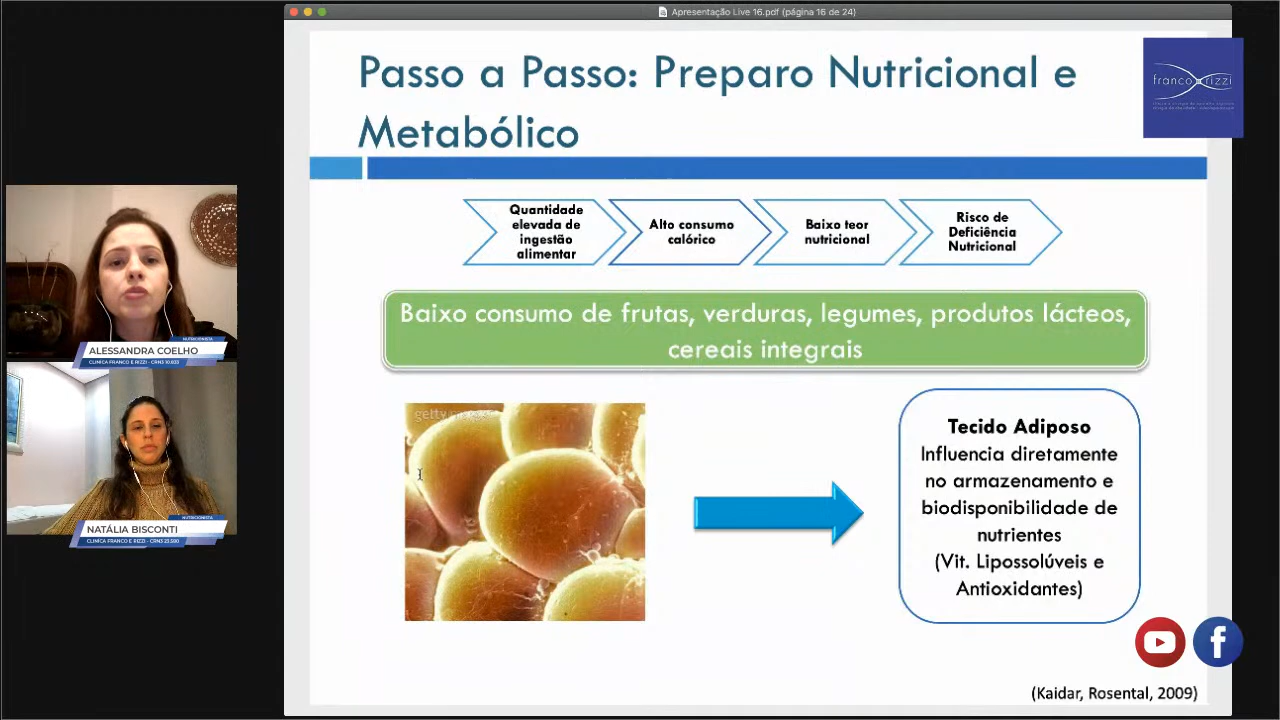 Apresentação Live 16.pdf (página 16 de 24)
Passo a Passo: Preparo Nutricional e
Metabólico
franco rizzi
Quantidade
elevada de
ingestão
alimentar
Alto consumo
calórico
Baixo teor
nutricional
Risco de
Deficiência
Nutricional
Baixo consumo de frutas, verduras, legumes, produtos lácteos,
cereais integrais
getty
Tecido Adiposo
Influencia diretamente
no armazenamento e
biodisponibilidade de
nutrientes
(Vit. Lipossolúveis e
Antioxidantes)
(Kaidar, Rosental, 2009)
NUTRICIONISTA
ALESSANDRA COELHO
CLINICA FRANCO E RIZZI - CRN3 10.833
NUTRICIONISTA
NATÁLIA BISCONTI
CLINICA FRANCO E RIZZI - CRN3 23.500